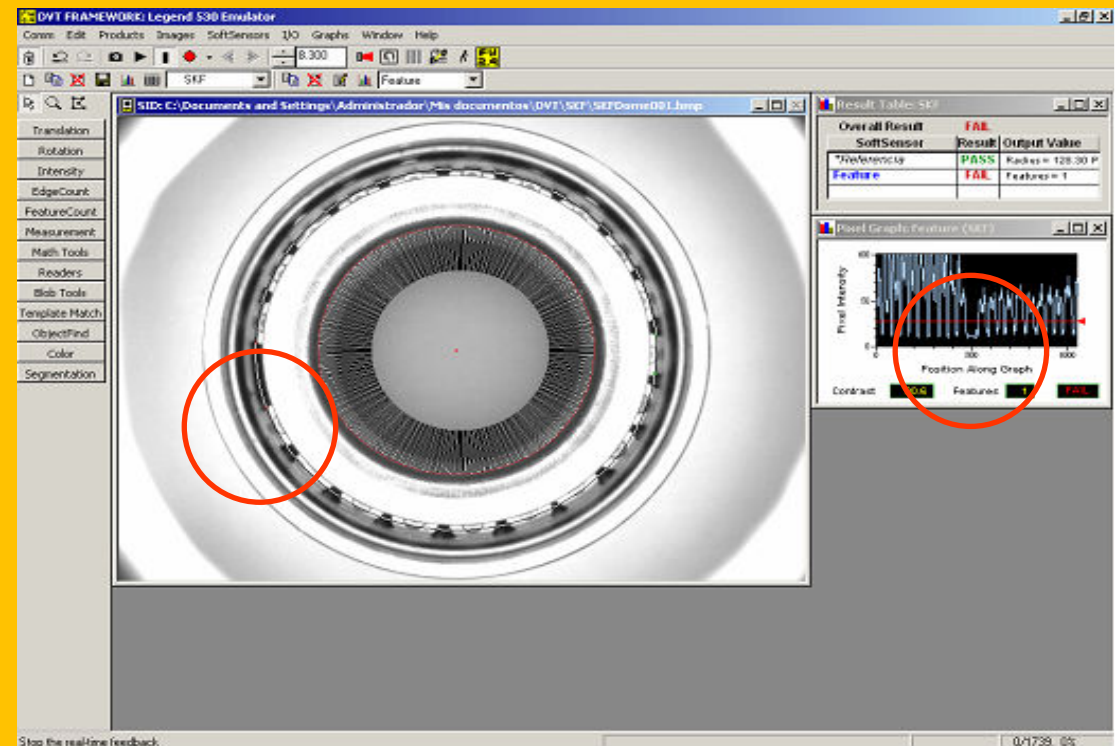 DVT FRAMEWORK: Legend 530 Emulator
Comm Edit Products Images SoftSensors I/O Graphs Window Help
8.300
SKF Feature
SID: C:\Documents and Settings\Administrador\Mis documentos\DVT\SKF\SKFDome001.bmp
Translation
Rotation
Intensity
EdgeCount
FeatureCount
Measurement
Math Tools
Readers
Blob Tools
Template Match
ObjectFind
Color
Segmentation
Result Table: SKF
Overall Result FAIL
SoftSensor Result Output Value
*Referencia PASS Radius = 128.30 P
Feature FAIL Features = 1
Pixel Graph: Feature (SKF)
Pixel Intensity
Position Along Graph
Contrast Features 1 FAIL
Stop the real-time feedback
0/1739 0%